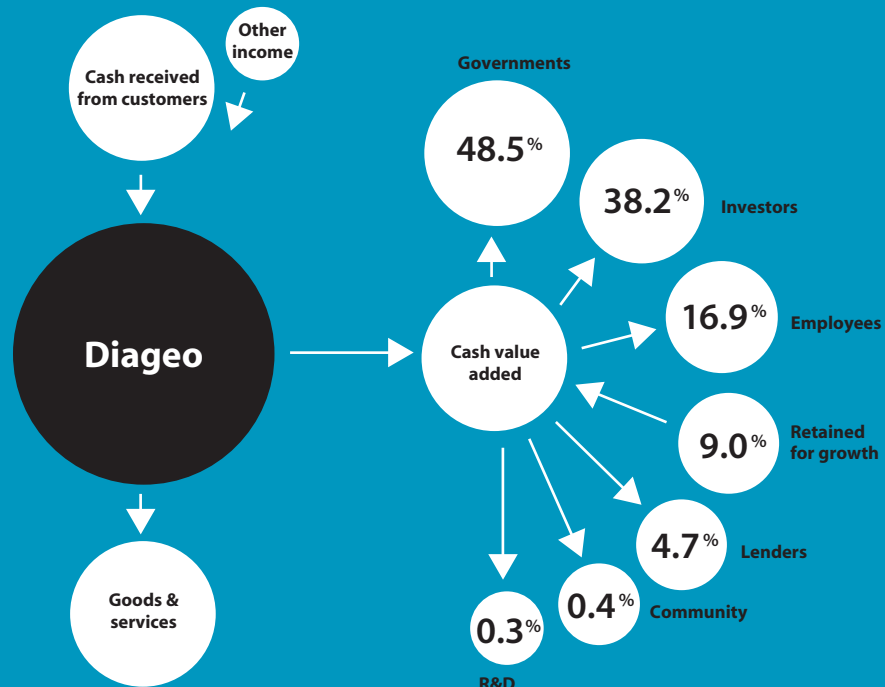 Other
income
Cash received
from customers
Governments
48.5%
38.2%
Investors
16.9%
Employees
Diageo
Cash value
added
9.0%
Retained
for growth
4.7%
Lenders
Goods &
services
0.4%
Community
0.3%
R&D